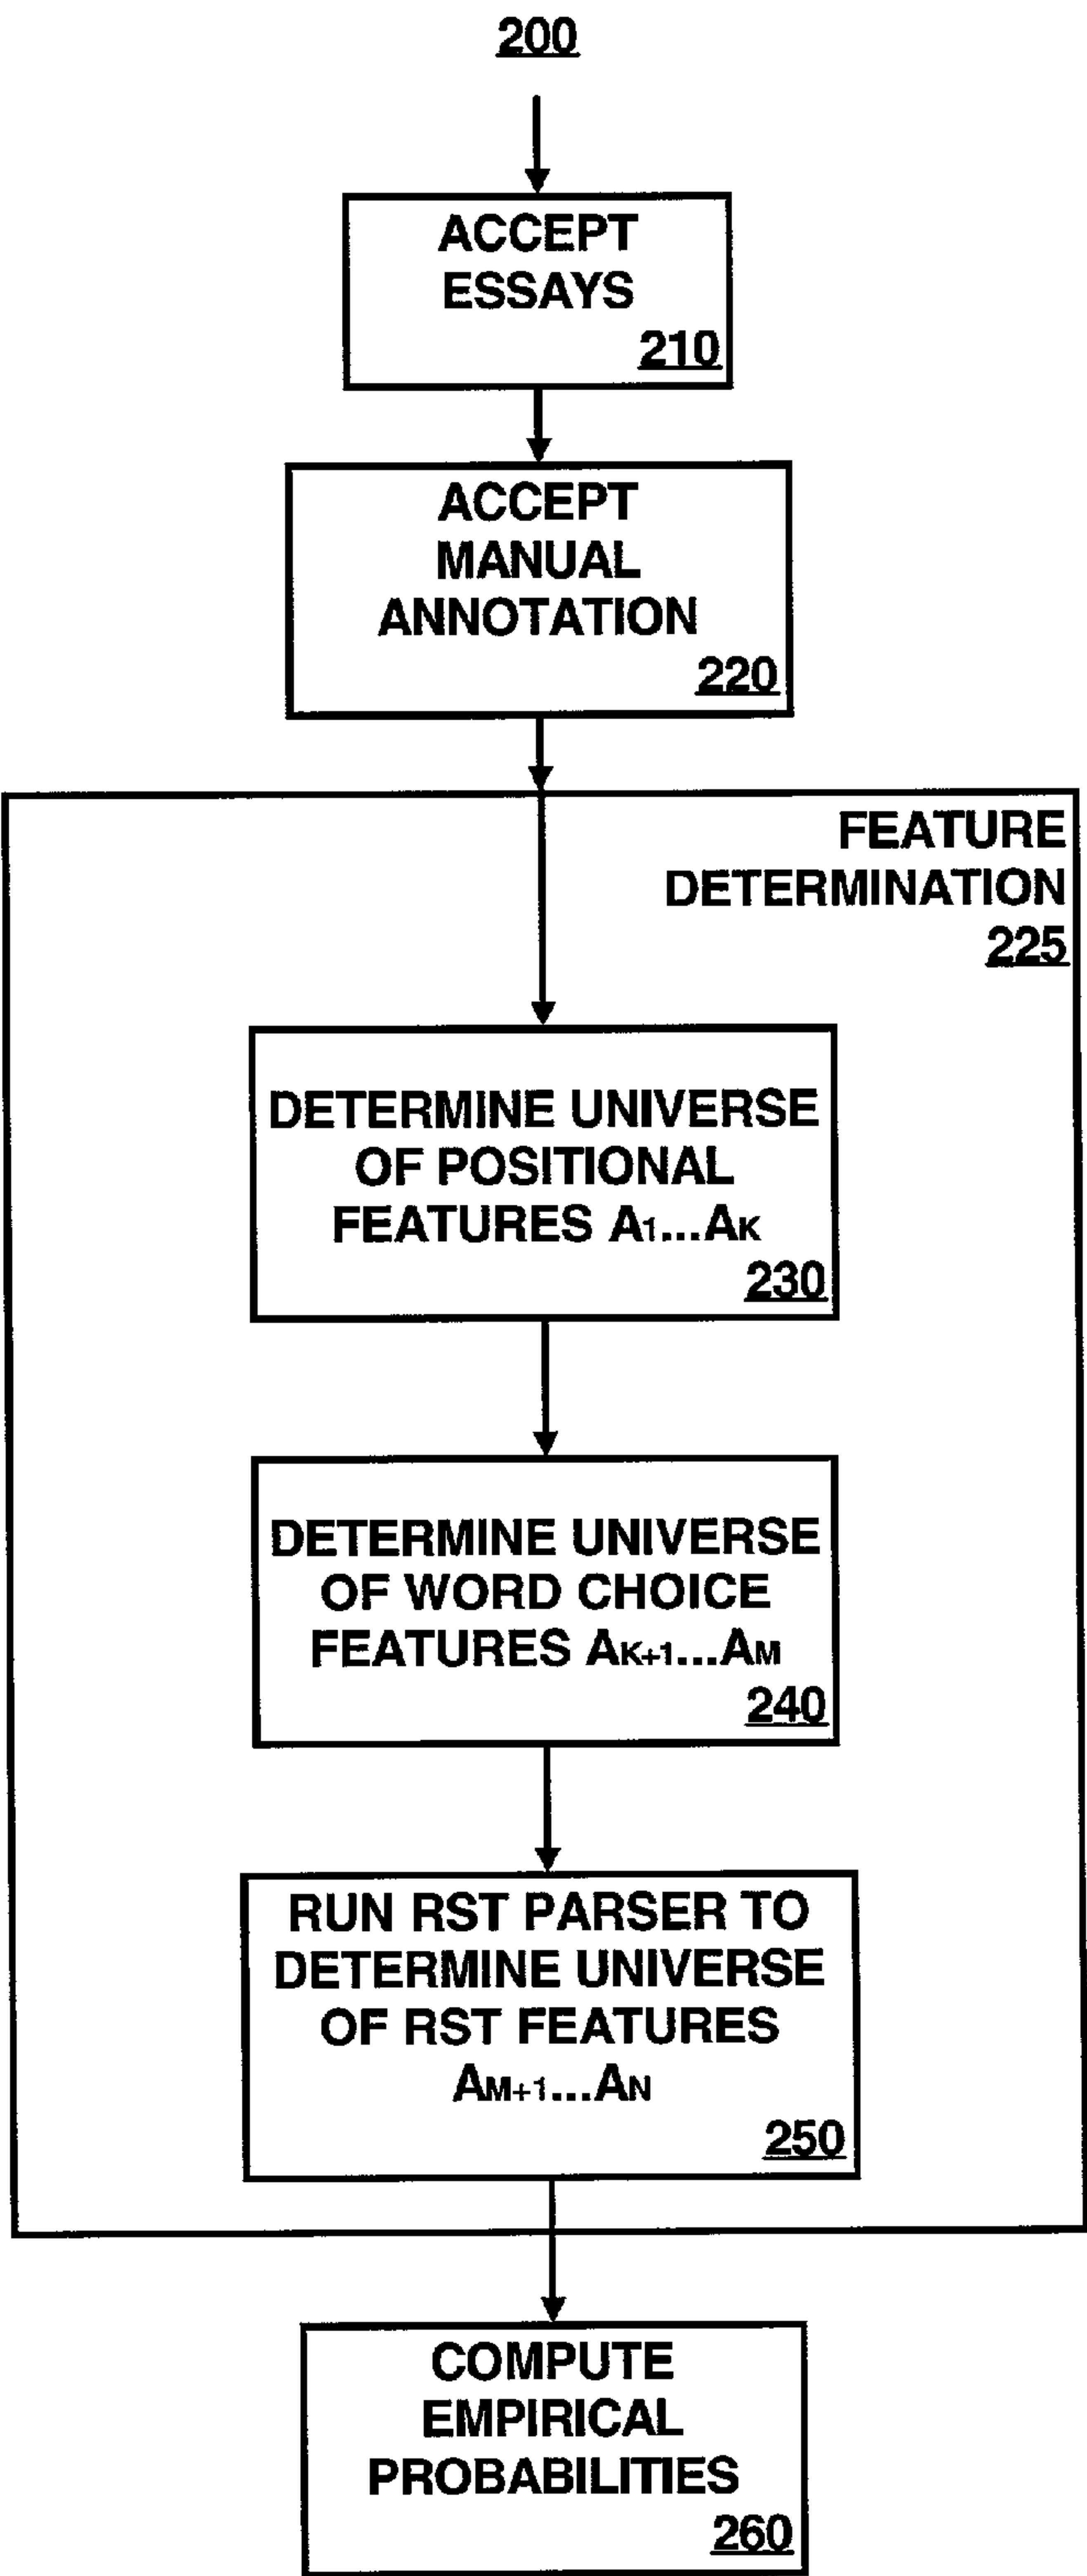 200
ACCEPT
ESSAYS
210
ACCEPT
MANUAL
ANNOTATION
220
FEATURE
DETERMINATION
225
DETERMINE UNIVERSE
OF POSITIONAL
FEATURES A1...AK
230
DETERMINE UNIVERSE
OF WORD CHOICE
FEATURES AK+1...AM
240
RUN RST PARSER TO
DETERMINE UNIVERSE
OF RST FEATURES
AM+1...AN
250
COMPUTE
EMPIRICAL
PROBABILITIES
260